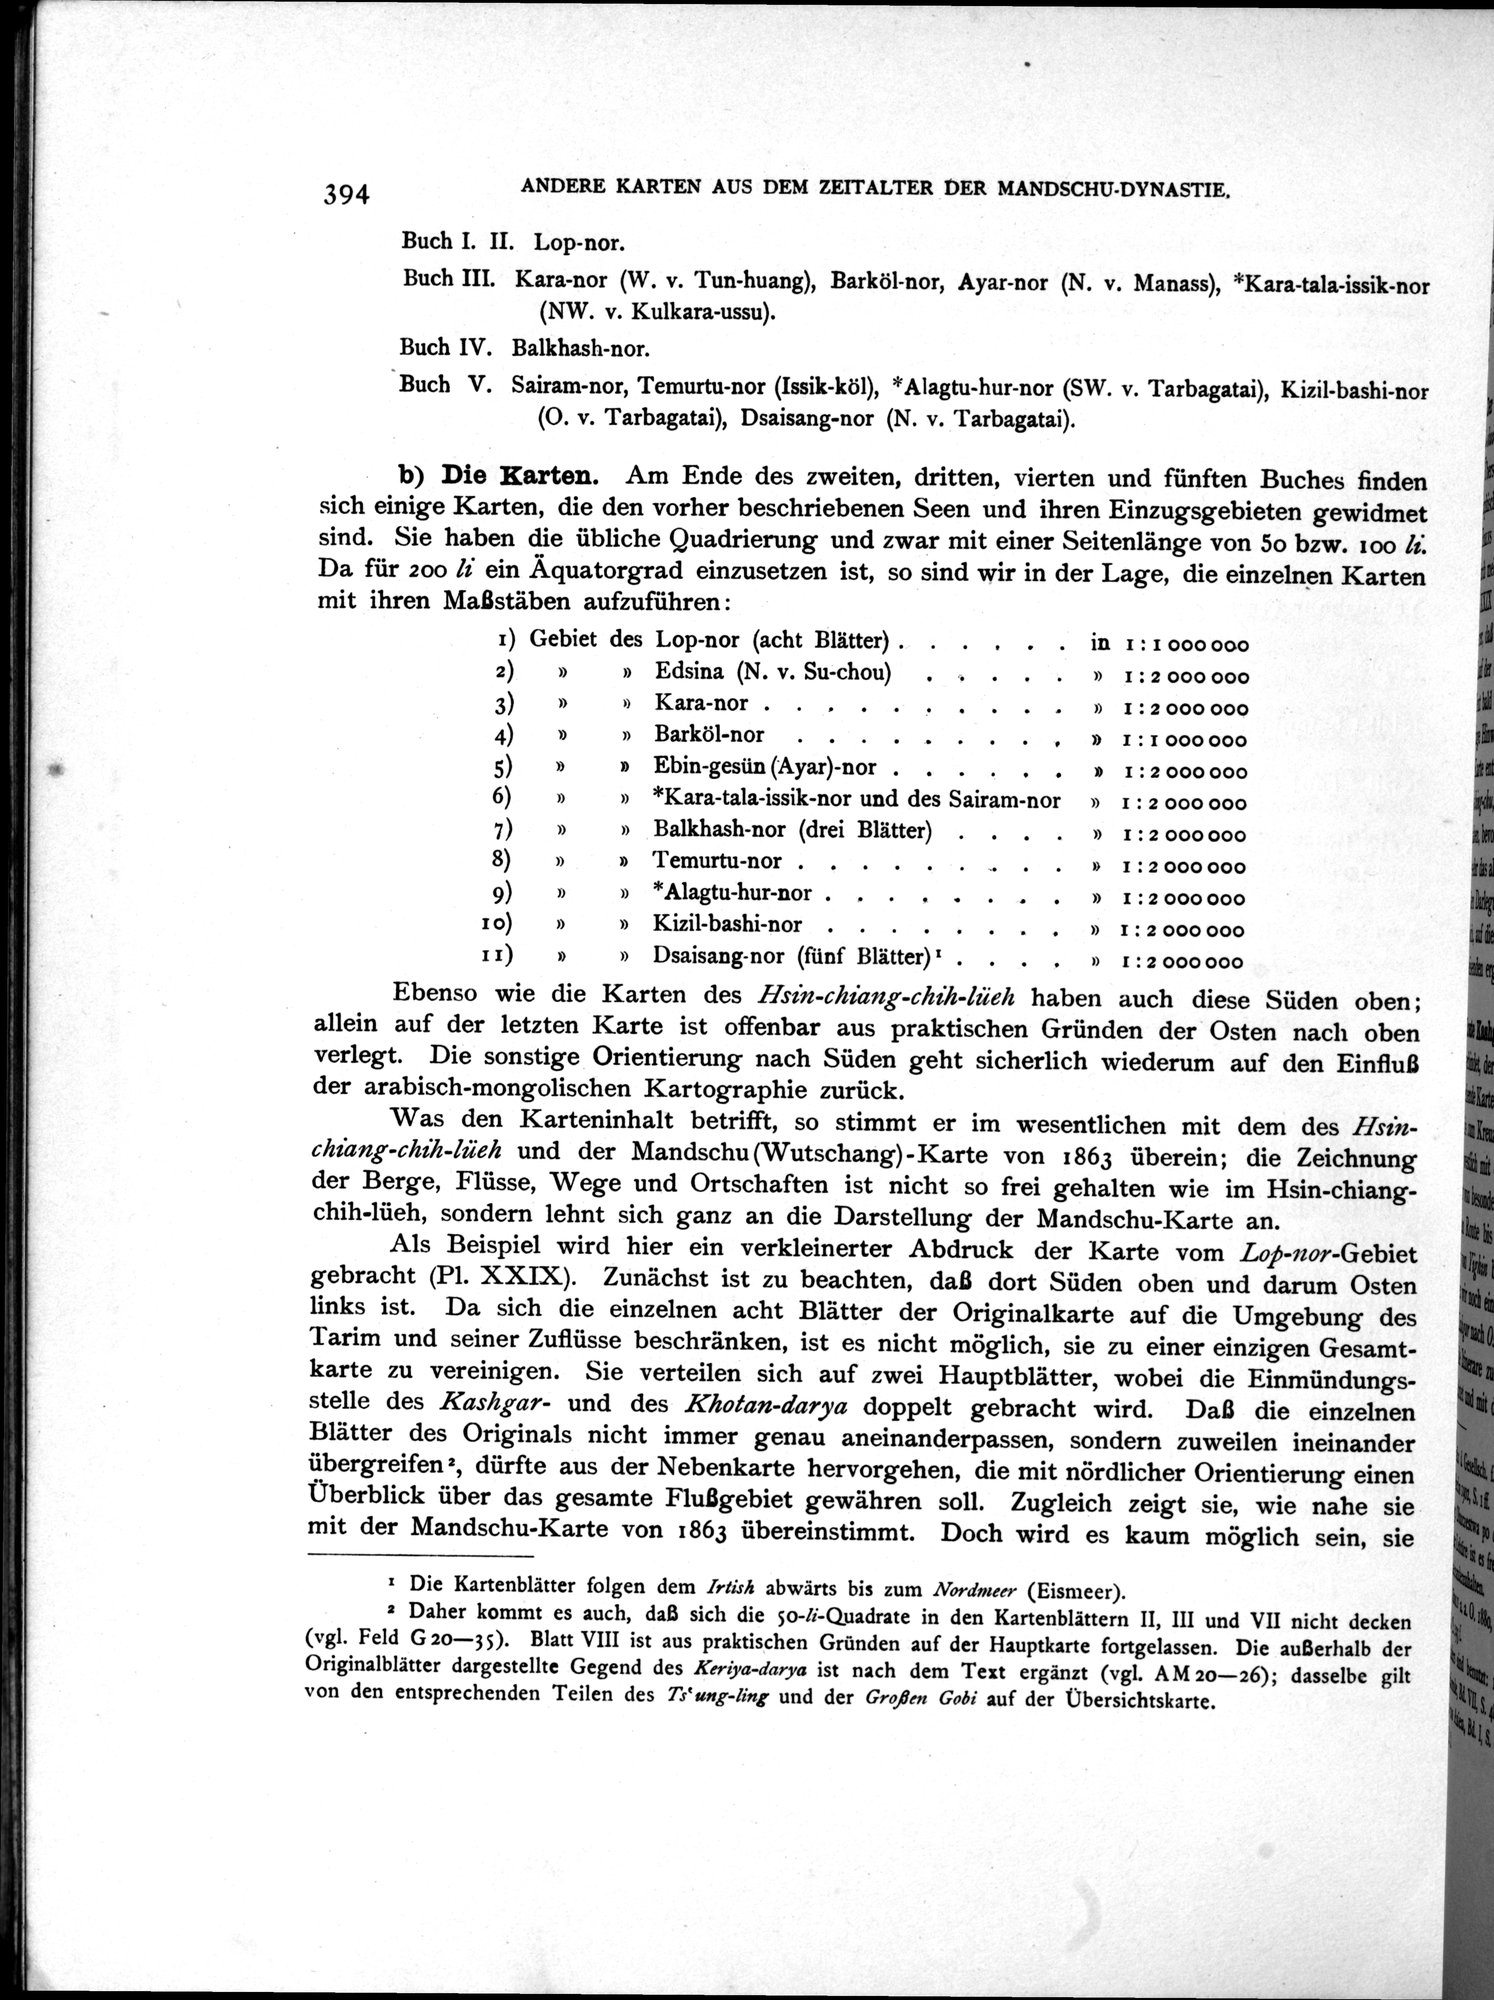 394
ANDERE KARTEN AUS DEM ZEITALTER DER MANDSCHU-DYNASTIE.
Buch I. II. Lop-nor.
Buch III. Kara-nor (W. v. Tun-huang), Barköl-nor, Ayar-nor (N. v. Manass), *Kara-tala-issik-nor
(NW. v. Kulkara-ussu).
Buch IV. Balkhash-nor.
Buch V. Sairam-nor, Temurtu-nor (Issik-köl), *Alagtu-hur-nor (SW. v. Tarbagatai), Kizil-bashi-nor
(O. v. Tarbagatai), Dsaisang-nor (N. v. Tarbagatai).
b) Die Karten. Am Ende des zweiten, dritten, vierten und fünften Buches finden
sich einige Karten, die den vorher beschriebenen Seen und ihren Einzugsgebieten gewidmet
sind. Sie haben die übliche Quadrierung und zwar mit einer Seitenlänge von 50 bzw. 100 li.
Da für 200 li ein Äquatorgrad einzusetzen ist, so sind wir in der Lage, die einzelnen Karten
mit ihren Maßstäben aufzuführen:
1) Gebiet des Lop-nor (acht Blätter) . . . . . . in 1 : 1 000 000
2) » » Edsina (N. v. Su-chou) . . . . . » 1 : 2 000 000
3) » » Kara-nor . . . . . . . . . . » 1 : 2 000 000
4) » » Barköl-nor . . . . . . . . . » 1 : 1 000 000
5) » » Ebin-gesün (Ayar)-nor . . . . . . » 1 : 2 000 000
6) » » *Kara-tala-issik-nor und des Sairam-nor » 1 : 2 000 000
7) » » Balkhash-nor (drei Blätter) . . . . » 1 : 2 000 000
8) » » Temurtu-nor . . . . . . . . . » 1 : 2 000 000
9) » » *Alagtu-hur-nor . . . . . . . . » 1 : 2 000 000
10) » » Kizil-bashi-nor . . . . . . . . » 1 : 2 000 000
11) » » Dsaisang-nor (fünf Blätter)¹ . . . . » 1 : 2 000 000
Ebenso wie die Karten des Hsin-chiang-chih-lüeh haben auch diese Süden oben;
allein auf der letzten Karte ist offenbar aus praktischen Gründen der Osten nach oben
verlegt. Die sonstige Orientierung nach Süden geht sicherlich wiederum auf den Einfluß
der arabisch-mongolischen Kartographie zurück.
Was den Karteninhalt betrifft, so stimmt er im wesentlichen mit dem des Hsin-
chiang-chih-lüeh und der Mandschu(Wutschang)-Karte von 1863 überein; die Zeichnung
der Berge, Flüsse, Wege und Ortschaften ist nicht so frei gehalten wie im Hsin-chiang-
chih-lüeh, sondern lehnt sich ganz an die Darstellung der Mandschu-Karte an.
Als Beispiel wird hier ein verkleinerter Abdruck der Karte vom Lop-nor-Gebiet
gebracht (Pl. XXIX). Zunächst ist zu beachten, daß dort Süden oben und darum Osten
links ist. Da sich die einzelnen acht Blätter der Originalkarte auf die Umgebung des
Tarim und seiner Zuflüsse beschränken, ist es nicht möglich, sie zu einer einzigen Gesamt-
karte zu vereinigen. Sie verteilen sich auf zwei Hauptblätter, wobei die Einmündungs-
stelle des Kashgar- und des Khotan-darya doppelt gebracht wird. Daß die einzelnen
Blätter des Originals nicht immer genau aneinanderpassen, sondern zuweilen ineinander
übergreifen², dürfte aus der Nebenkarte hervorgehen, die mit nördlicher Orientierung einen
Überblick über das gesamte Flußgebiet gewähren soll. Zugleich zeigt sie, wie nahe sie
mit der Mandschu-Karte von 1863 übereinstimmt. Doch wird es kaum möglich sein, sie
¹ Die Kartenblätter folgen dem Irtish abwärts bis zum Nordmeer (Eismeer).
² Daher kommt es auch, daß sich die 50-li-Quadrate in den Kartenblättern II, III und VII nicht decken
(vgl. Feld G 20—35). Blatt VIII ist aus praktischen Gründen auf der Hauptkarte fortgelassen. Die außerhalb der
Originalblätter dargestellte Gegend des Keriya-darya ist nach dem Text ergänzt (vgl. AM 20—26); dasselbe gilt
von den entsprechenden Teilen des Ts‘ung-ling und der Großen Gobi auf der Übersichtskarte.